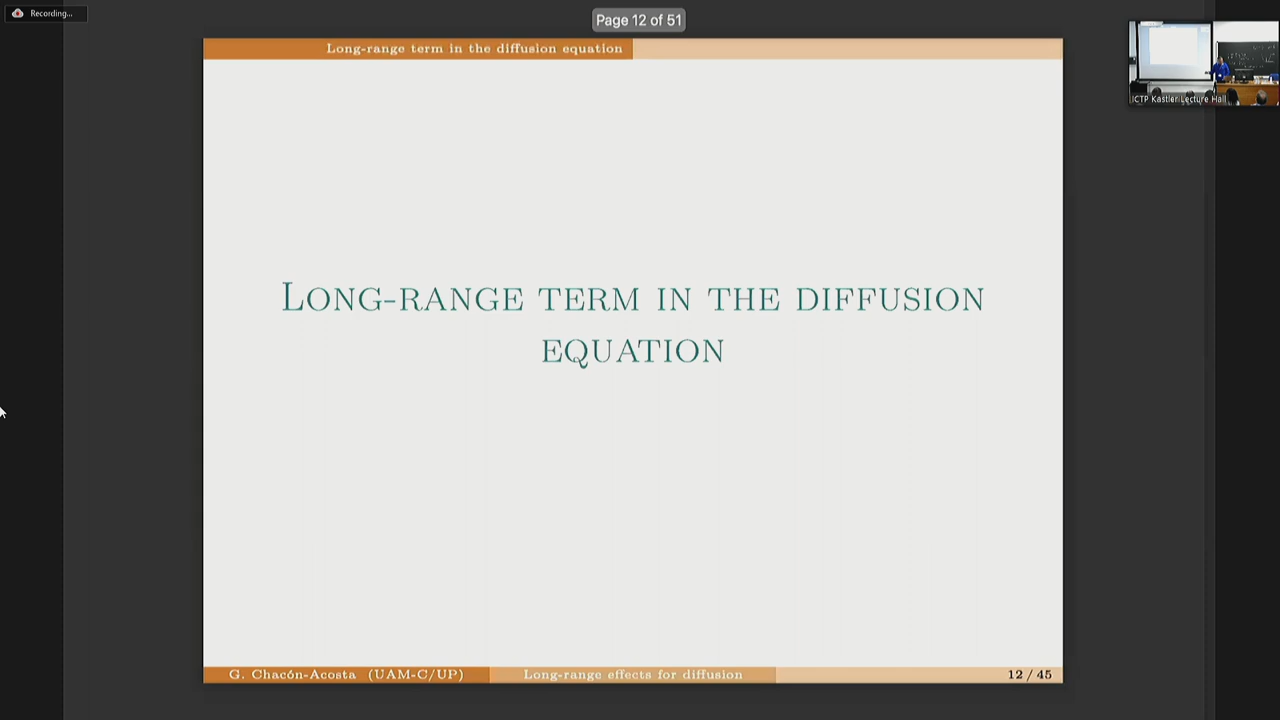 Recording...
Page 12 of 51
Long-range term in the diffusion equation
ICTP Kastler Lecture Hall
Long-range term in the diffusion
equation
G. Chacón-Acosta (UAM-C/UP)
Long-range effects for diffusion
12 / 45